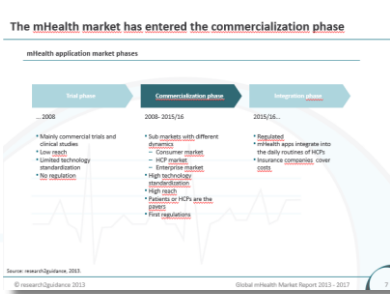 The mHealth market has entered the commercialization phase
mHealth application market phases
Trial phase
Commercialization phase
Integration phase
...2008
• Mainly commercial trials and
clinical studies
• Low reach
• Limited technology
standardization
• No regulation
2008- 2015/16
• Sub markets with different
dynamics
– Consumer market
– HCP market
– Enterprise market
• High technology
standardization
• High reach
• Patients or HCPs are the
payers
• First regulations
2015/16...
• Regulated
• mHealth apps integrate into
the daily routines of HCPs
• Insurance companies cover
costs
Source: research2guidance, 2013.
© research2guidance 2013
Global mHealth Market Report 2013 - 2017